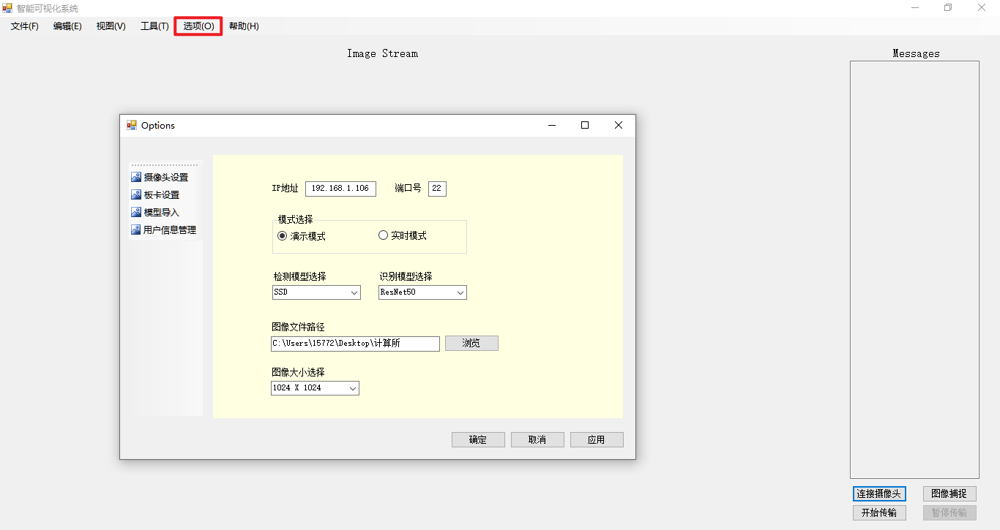 智能可视化系统
文件(F) 编辑(E) 视图(V) 工具(T) 选项(O) 帮助(H)
Image Stream
Messages
Options
摄像头设置
板卡设置
模型导入
用户信息管理
IP地址 192.168.1.106 端口号 22
模式选择
演示模式 实时模式
检测模型选择 识别模型选择
SSD ResNet50
图像文件路径
C:\Users\15772\Desktop\计算所 浏览
图像大小选择
1024 X 1024
确定 取消 应用
连接摄像头 图像捕捉
开始传输 暂停传输